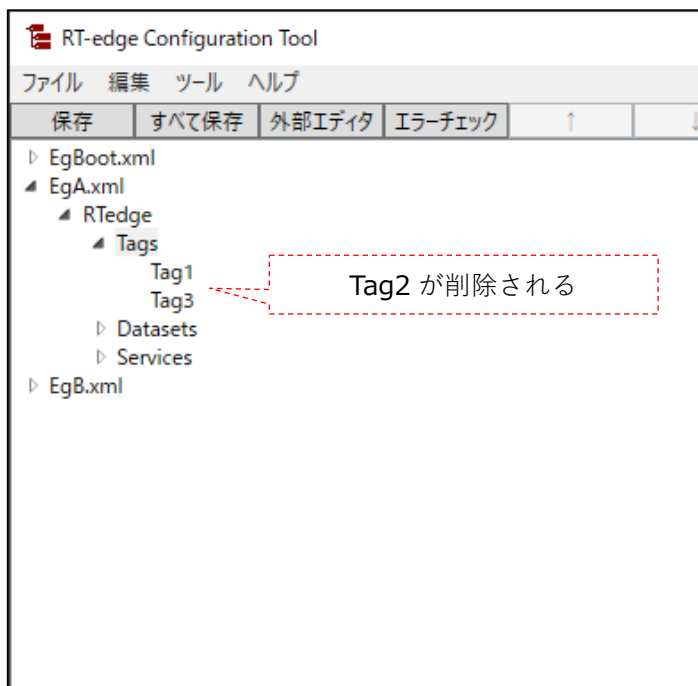 RT-edge Configuration Tool
ファイル 編集 ツール ヘルプ
保存 すべて保存 外部エディタ エラーチェック ↑ ↓
EgBoot.xml
EgA.xml
RTedge
Tags
Tag1
Tag3
Tag2 が削除される
Datasets
Services
EgB.xml